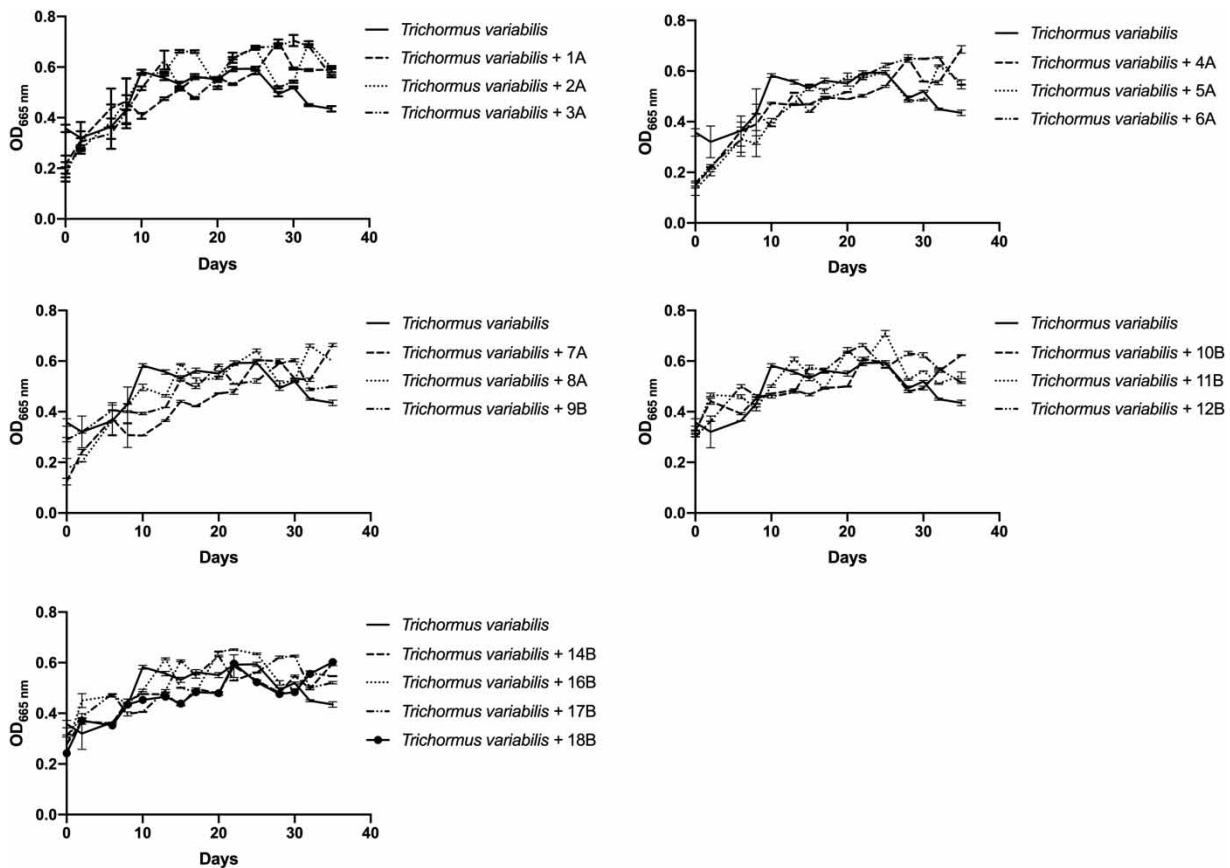 0.8
0.6
0.4
0.2
0.0
OD665 nm
0
10
20
30
40
Days
Trichormus variabilis
Trichormus variabilis + 1A
Trichormus variabilis + 2A
Trichormus variabilis + 3A
0.8
0.6
0.4
0.2
0.0
OD665 nm
0
10
20
30
40
Days
Trichormus variabilis
Trichormus variabilis + 4A
Trichormus variabilis + 5A
Trichormus variabilis + 6A
0.8
0.6
0.4
0.2
0.0
OD665 nm
0
10
20
30
40
Days
Trichormus variabilis
Trichormus variabilis + 7A
Trichormus variabilis + 8A
Trichormus variabilis + 9B
0.8
0.6
0.4
0.2
0.0
OD665 nm
0
10
20
30
40
Days
Trichormus variabilis
Trichormus variabilis + 10B
Trichormus variabilis + 11B
Trichormus variabilis + 12B
0.8
0.6
0.4
0.2
0.0
OD665 nm
0
10
20
30
40
Days
Trichormus variabilis
Trichormus variabilis + 14B
Trichormus variabilis + 16B
Trichormus variabilis + 17B
Trichormus variabilis + 18B